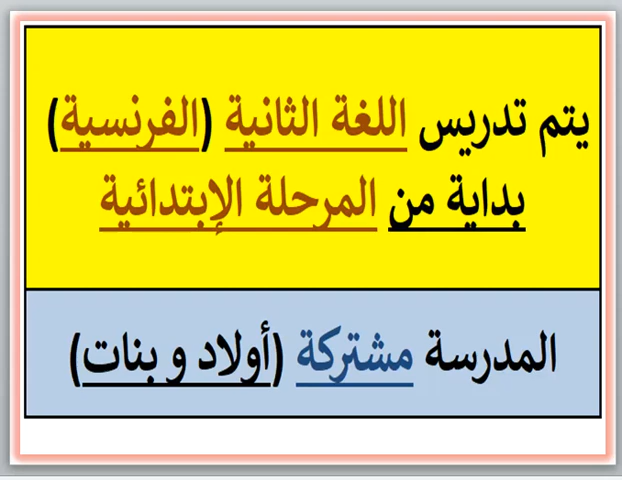 يتم تدريس اللغة الثانية (الفرنسية)
بداية من المرحلة الإبتدائية
المدرسة مشتركة (أولاد و بنات)